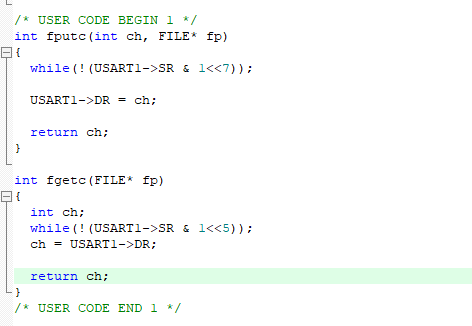 /* USER CODE BEGIN 1 */
int fputc(int ch, FILE* fp)
{
  while(!(USART1->SR & 1<<7));
  USART1->DR = ch;
  return ch;
}
int fgetc(FILE* fp)
{
  int ch;
  while(!(USART1->SR & 1<<5));
  ch = USART1->DR;
  return ch;
}
/* USER CODE END 1 */